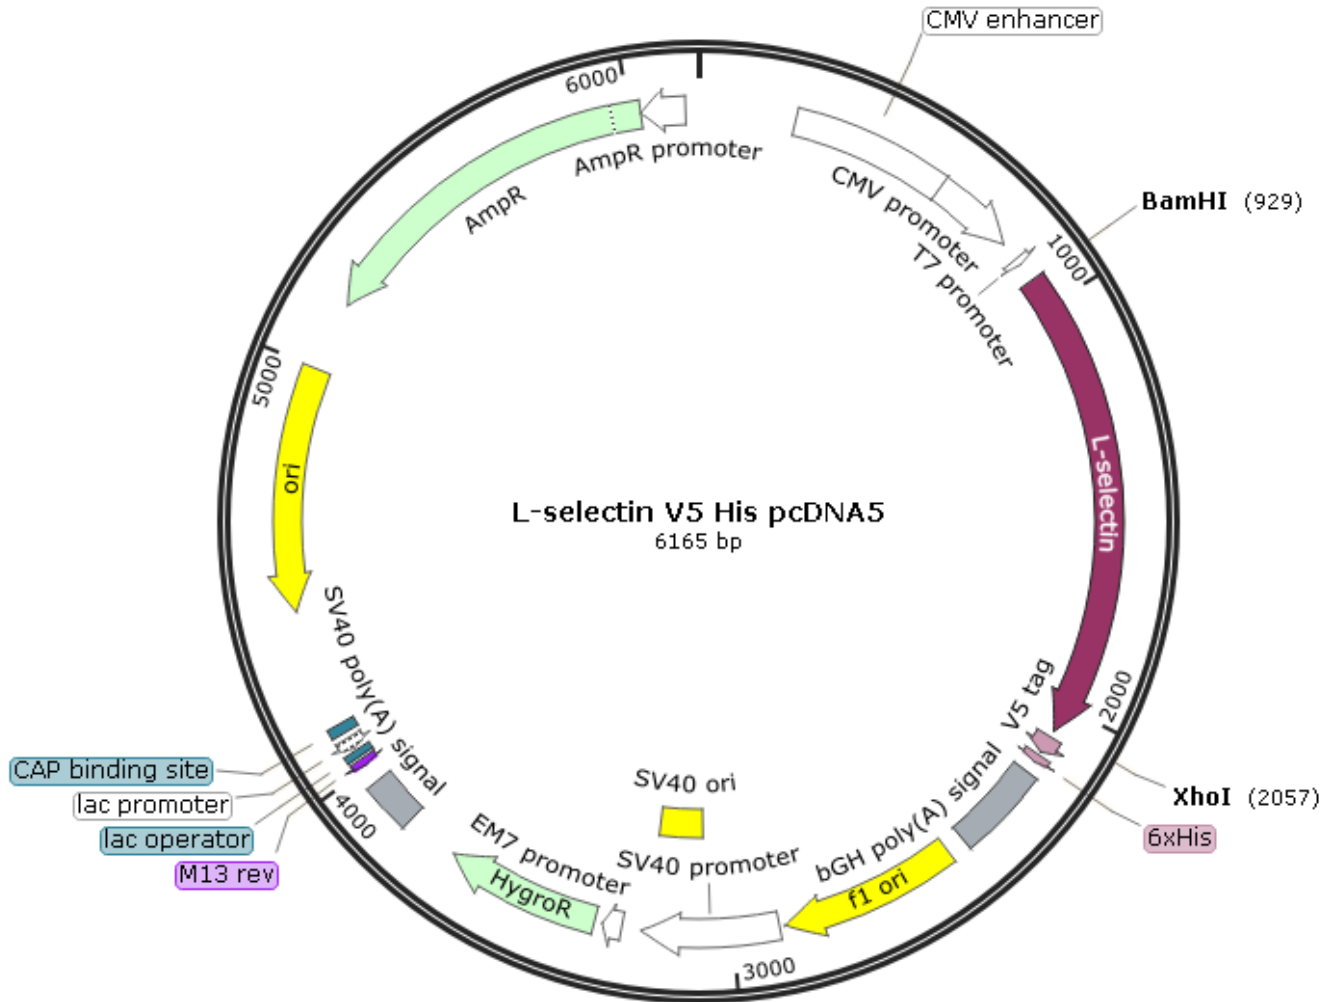 CMV enhancer
6000
AmpR promoter
AmpR
CMV promoter
T7 promoter
BamHI (929)
1000
5000
ori
L-selectin
L-selectin V5 His pcDNA5
6165 bp
SV40 poly(A) signal
V5 tag
2000
CAP binding site
lac promoter
lac operator
M13 rev
4000
SV40 ori
XhoI (2057)
6xHis
EM7 promoter
HygroR
SV40 promoter
bGH poly(A) signal
f1 ori
3000